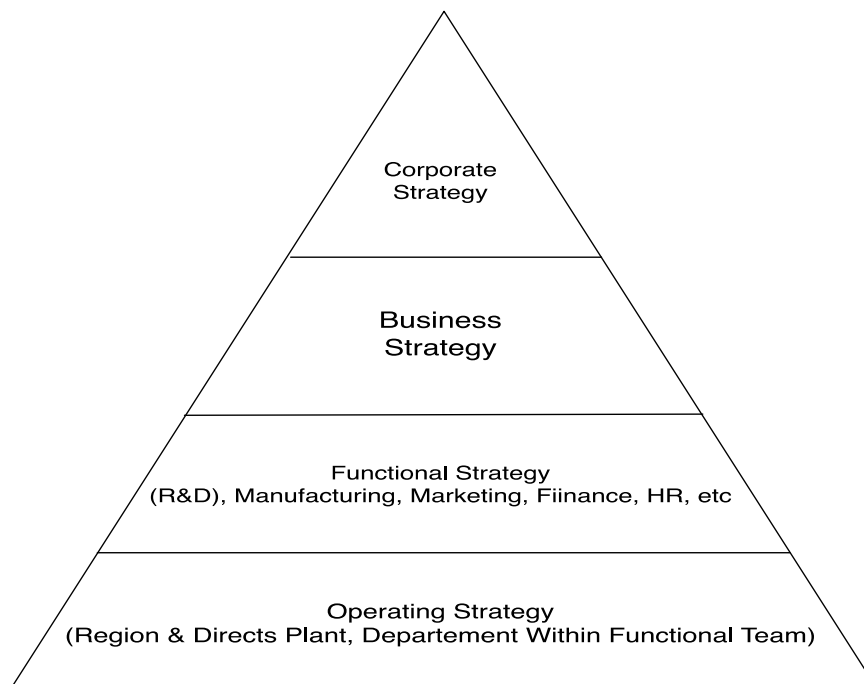 Corporate
Strategy
Business
Strategy
Functional Strategy
(R&D), Manufacturing, Marketing, Fiinance, HR, etc
Operating Strategy
(Region & Directs Plant, Departement Within Functional Team)